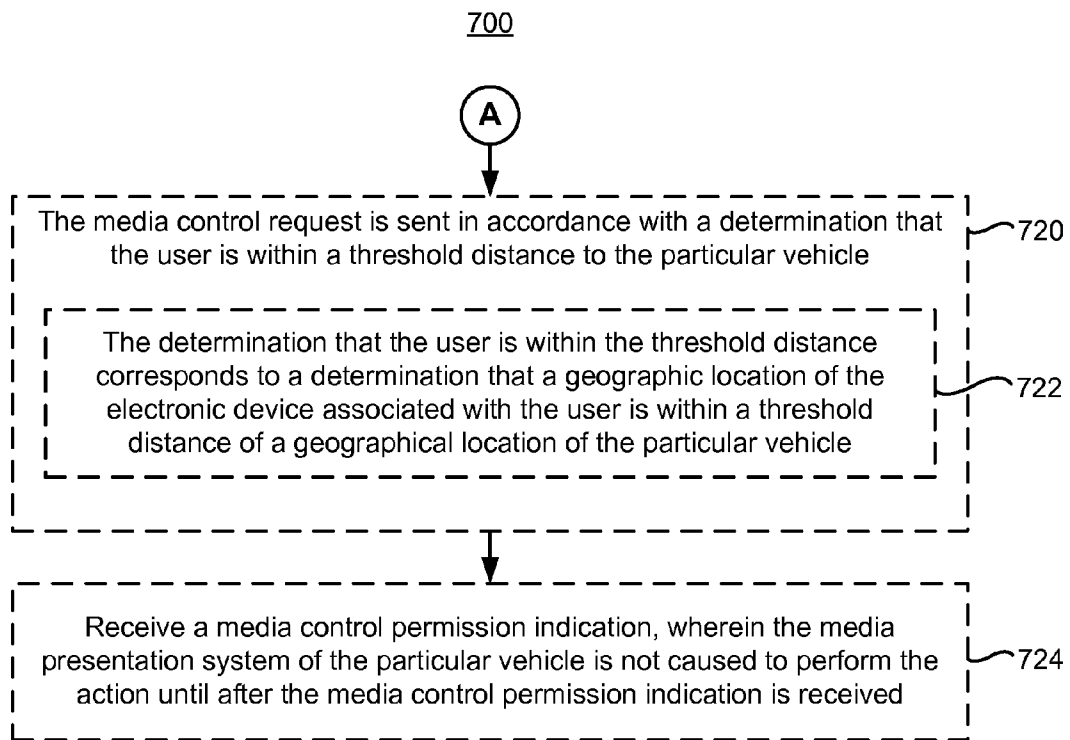 700
A
The media control request is sent in accordance with a determination that
the user is within a threshold distance to the particular vehicle
720
The determination that the user is within the threshold distance
corresponds to a determination that a geographic location of the
electronic device associated with the user is within a threshold
distance of a geographical location of the particular vehicle
722
Receive a media control permission indication, wherein the media
presentation system of the particular vehicle is not caused to perform the
action until after the media control permission indication is received
724